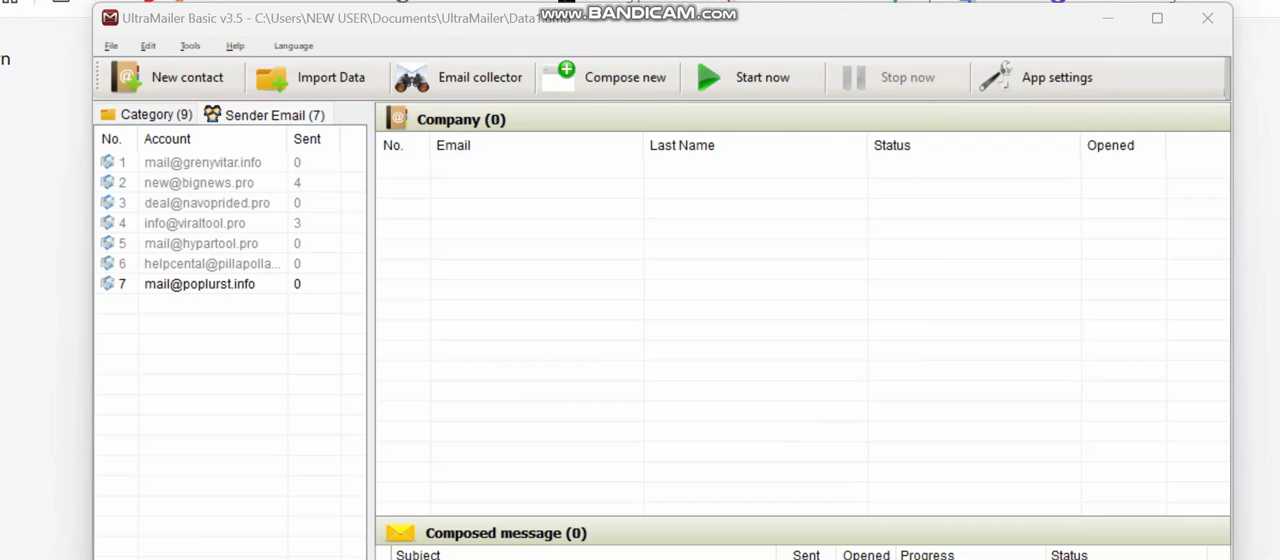 UltraMailer Basic v3.5 - C:\Users\NEW USER\Documents\UltraMailer\Data
www.BANDICAM.com
File Edit Tools Help Language
rn
New contact Import Data Email collector Compose new Start now Stop now App settings
Category (9) Sender Email (7)
Company (0)
No. Account Sent
No. Email Last Name Status Opened
1 mail@grenyvitar.info 0
2 new@bignews.pro 4
3 deal@navoprided.pro 0
4 info@viraltool.pro 3
5 mail@hypartool.pro 0
6 helpcental@pillapolla... 0
7 mail@poplurst.info 0
Composed message (0)
Subject Sent Opened Progress Status